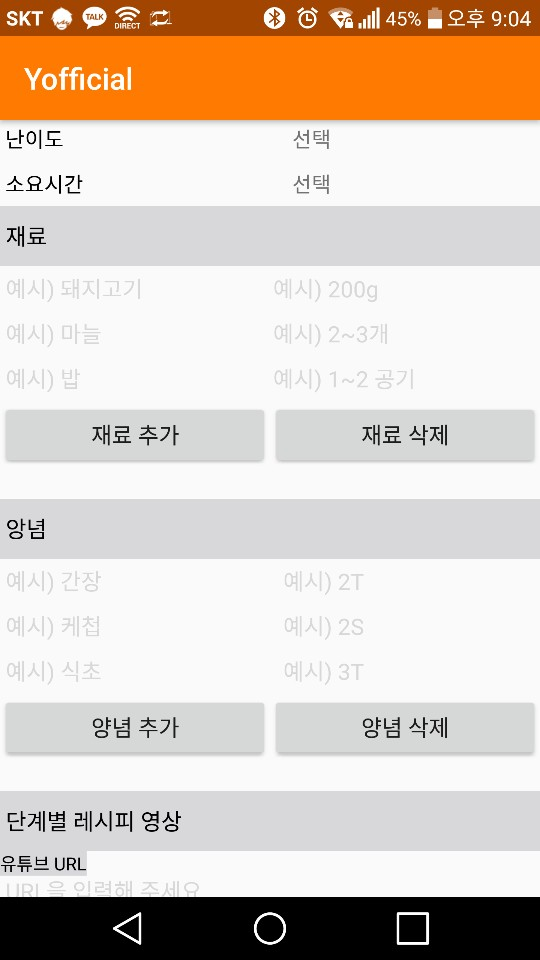 SKT TALK DIRECT 45% 오후 9:04
Yofficial
난이도 선택
소요시간 선택
재료
예시) 돼지고기 예시) 200g
예시) 마늘 예시) 2~3개
예시) 밥 예시) 1~2 공기
재료 추가 재료 삭제
양념
예시) 간장 예시) 2T
예시) 케첩 예시) 2S
예시) 식초 예시) 3T
양념 추가 양념 삭제
단계별 레시피 영상
유튜브 URL
URL을 입력해 주세요